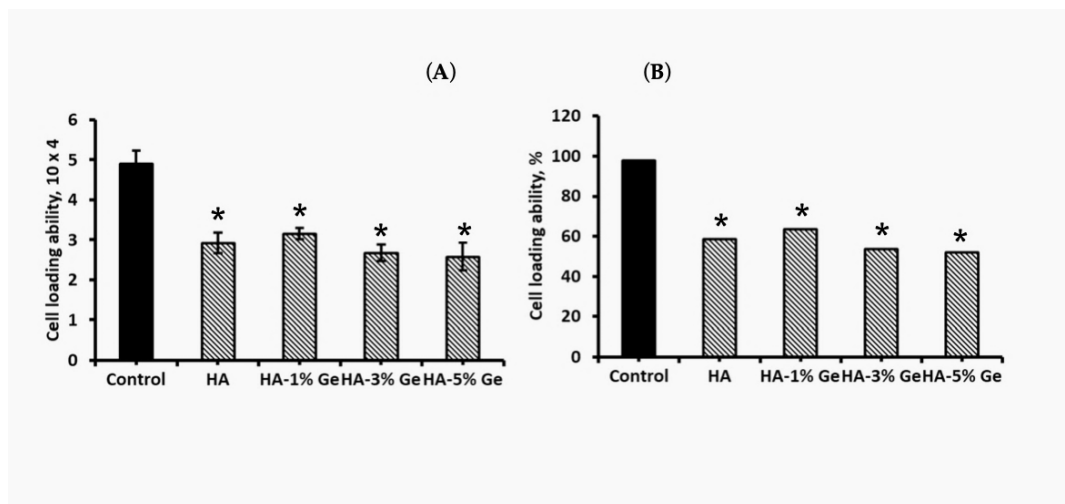 (A)
Cell loading ability, 10 x 4
6
5
4
3
2
1
0
* * * *
Control HA HA-1% Ge HA-3% Ge HA-5% Ge
(B)
Cell loading ability, %
120
100
80
60
40
20
0
* * * *
Control HA HA-1% Ge HA-3% Ge HA-5% Ge